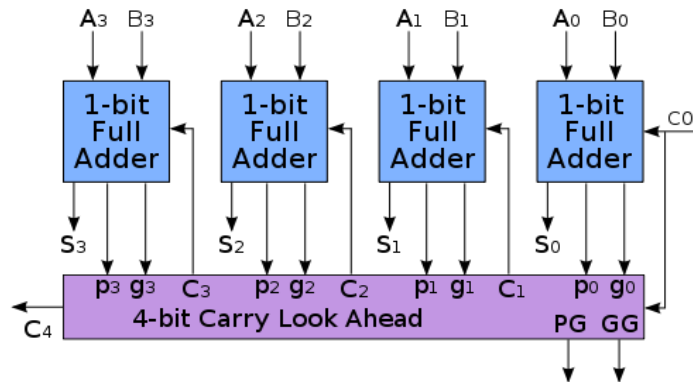 A3 B3 A2 B2 A1 B1 A0 B0
1-bit Full Adder
1-bit Full Adder
1-bit Full Adder
1-bit Full Adder
C0
S3 S2 S1 S0
p3 g3 C3 p2 g2 C2 p1 g1 C1 p0 g0
C4
4-bit Carry Look Ahead
PG GG